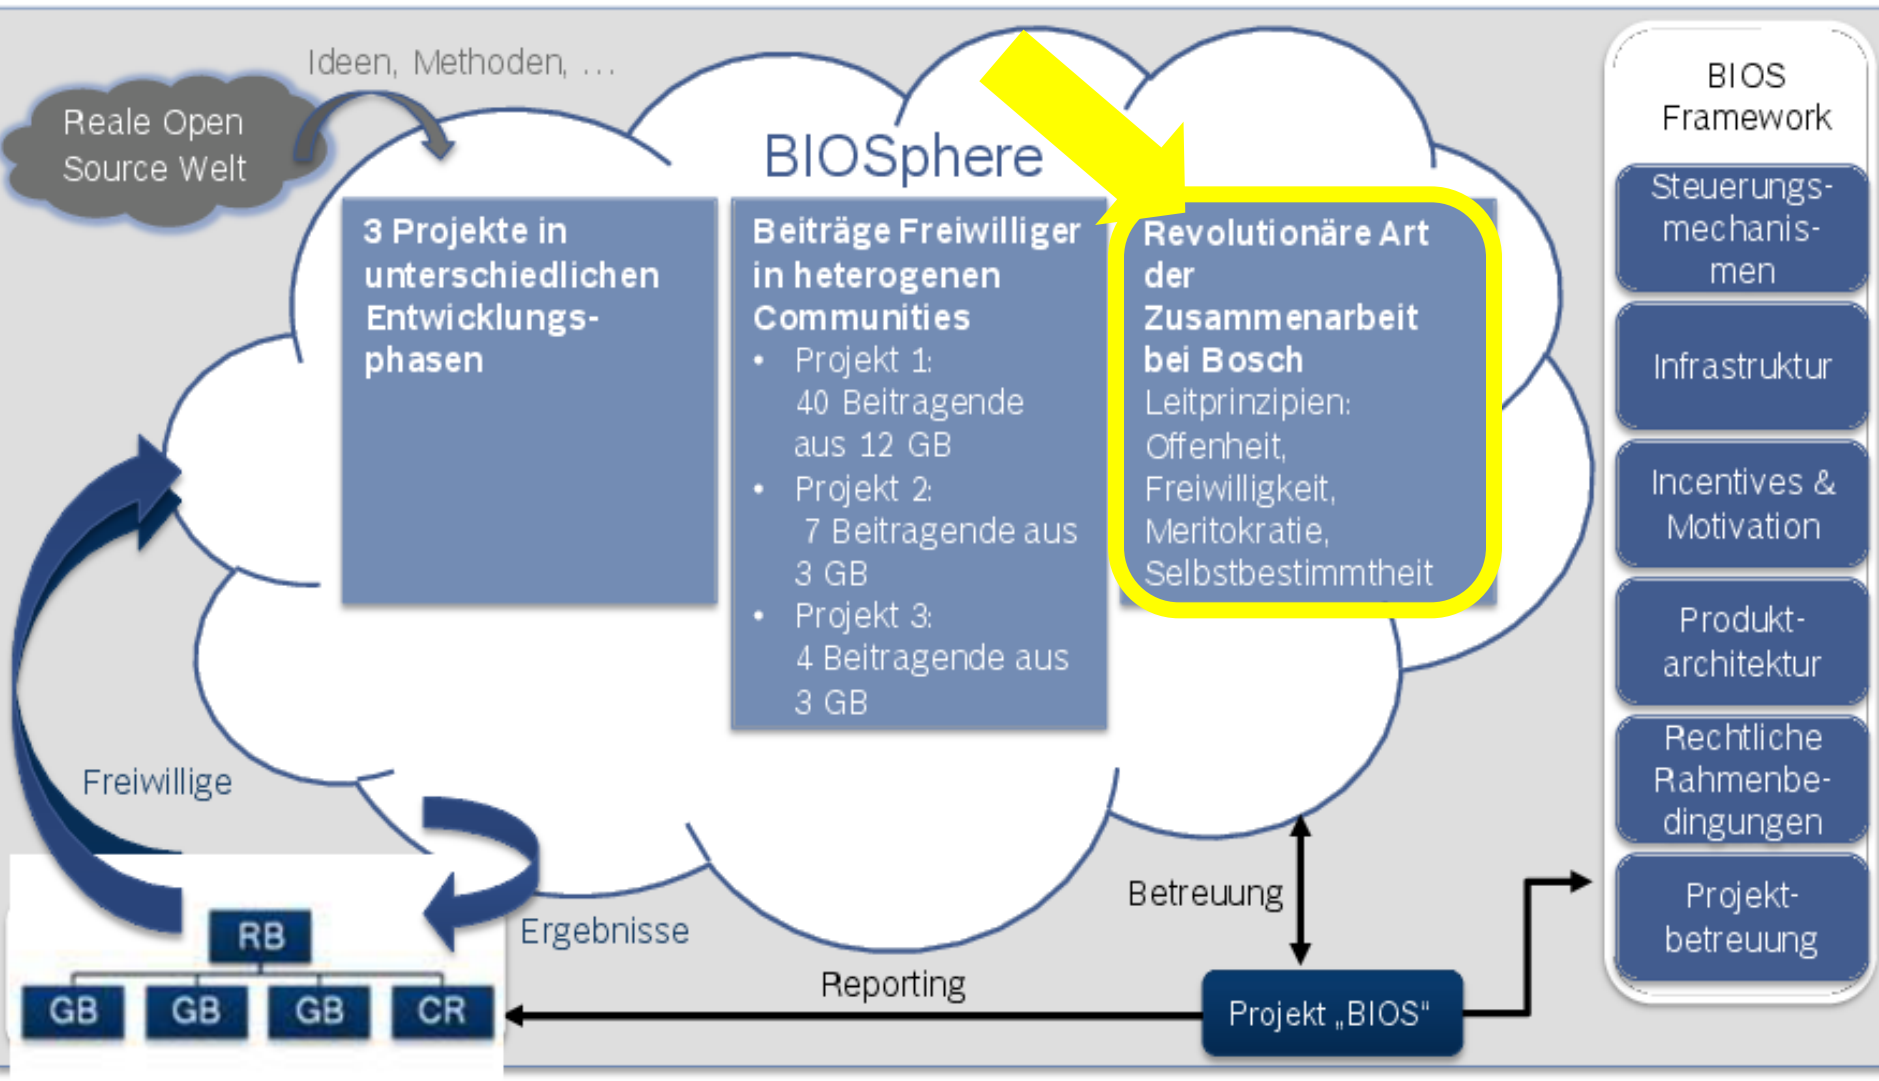 Ideen, Methoden, ...
Reale Open
Source Welt
BIOSphere
3 Projekte in
unterschiedlichen
Entwicklungs-
phasen
Beiträge Freiwilliger
in heterogenen
Communities
• Projekt 1:
40 Beitragende
aus 12 GB
• Projekt 2:
7 Beitragende aus
3 GB
• Projekt 3:
4 Beitragende aus
3 GB
Revolutionäre Art
der
Zusammenarbeit
bei Bosch
Leitprinzipien:
Offenheit,
Freiwilligkeit,
Meritokratie,
Selbstbestimmtheit
BIOS
Framework
Steuerungs-
mechanis-
men
Infrastruktur
Incentives &
Motivation
Produkt-
architektur
Rechtliche
Rahmenbe-
dingungen
Projekt-
betreuung
Freiwillige
Ergebnisse
Betreuung
Reporting
RB
GB
GB
GB
CR
Projekt „BIOS“